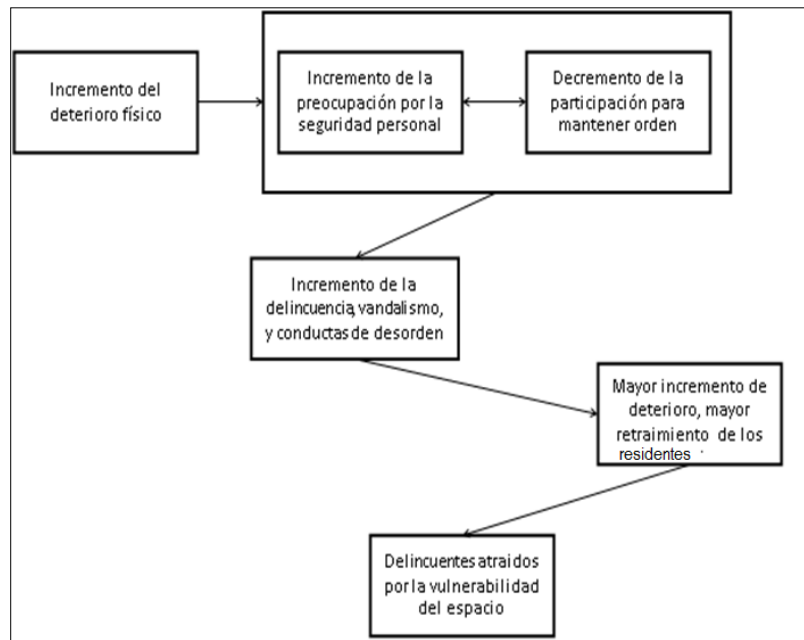 Incremento del
deterioro físico
Incremento de la
preocupación por la
seguridad personal
Decremento de la
participación para
mantener orden
Incremento de la
delincuencia, vandalismo,
y conductas de desorden
Mayor incremento de
deterioro, mayor
retraimiento de los
residentes
Delincuentes atraidos
por la vulnerabilidad
del espacio